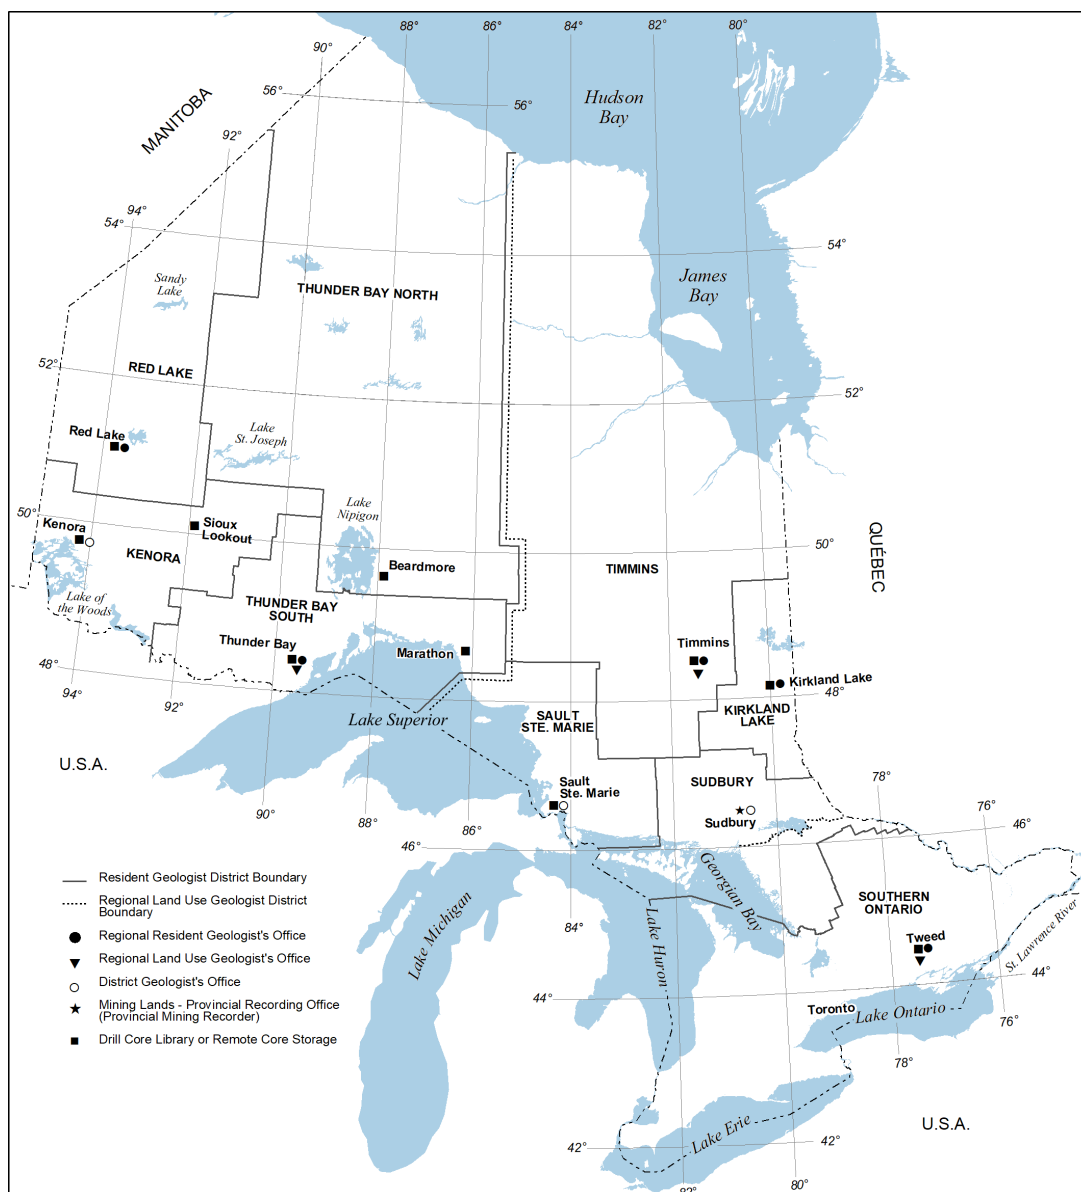 88°
86°
84°
82°
80°
90°
56°
56°
Hudson
Bay
MANITOBA
92°
94°
54°
54°
Sandy
Lake
THUNDER BAY NORTH
James
Bay
52°
RED LAKE
52°
Red Lake
Lake
St. Joseph
50°
Kenora
Sioux
Lookout
Lake
Nipigon
KENORA
Beardmore
TIMMINS
50°
QUÉBEC
Lake of
the Woods
THUNDER BAY
SOUTH
Thunder Bay
Marathon
Timmins
48°
94°
92°
Kirkland Lake
48°
KIRKLAND
LAKE
Lake Superior
SAULT
STE. MARIE
U.S.A.
Sault
Ste. Marie
SUDBURY
Sudbury
78°
76°
46°
90°
88°
86°
46°
Georgian Bay
Lake Michigan
Lake Huron
84°
SOUTHERN
ONTARIO
Tweed
St. Lawrence River
44°
44°
Toronto
Lake Ontario
76°
78°
U.S.A.
42°
Lake Erie
42°
80°
82°
Resident Geologist District Boundary
Regional Land Use Geologist District
Boundary
Regional Resident Geologist's Office
Regional Land Use Geologist's Office
District Geologist's Office
Mining Lands - Provincial Recording Office
(Provincial Mining Recorder)
Drill Core Library or Remote Core Storage